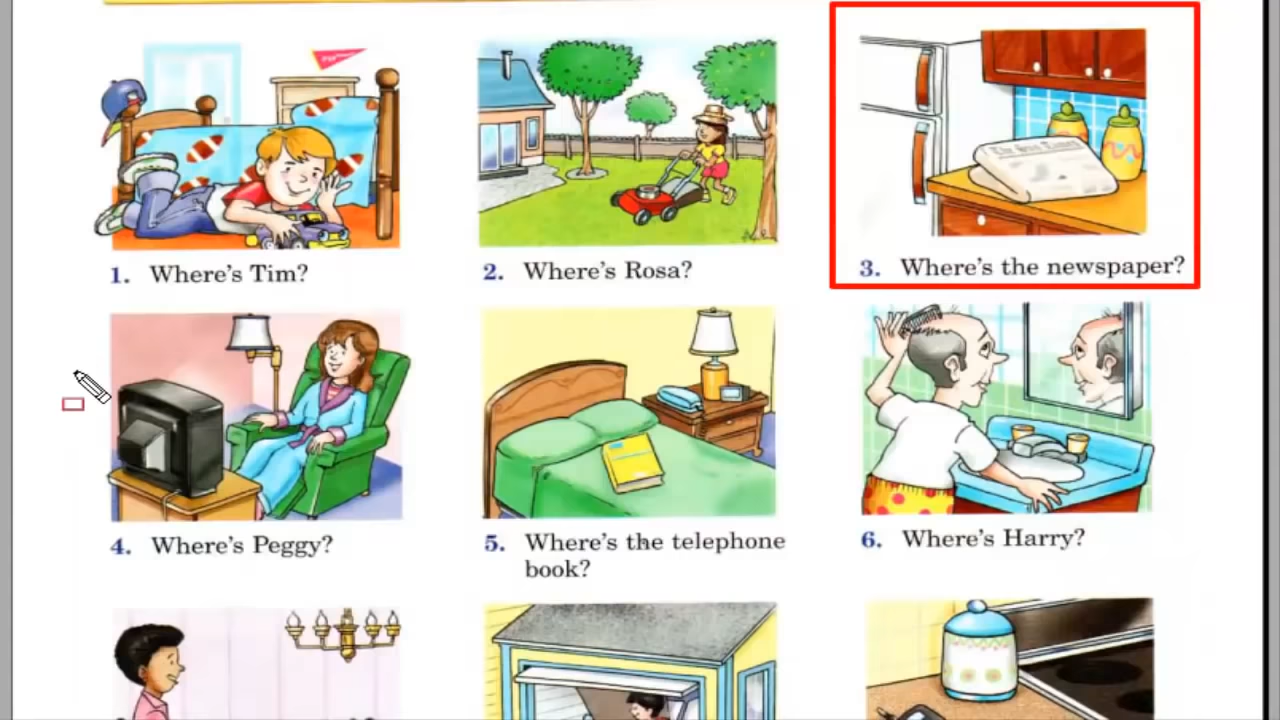 The
1. Where's Tim?
2. Where's Rosa?
3. Where's the newspaper?
4. Where's Peggy?
5. Where's the telephone
book?
6. Where's Harry?